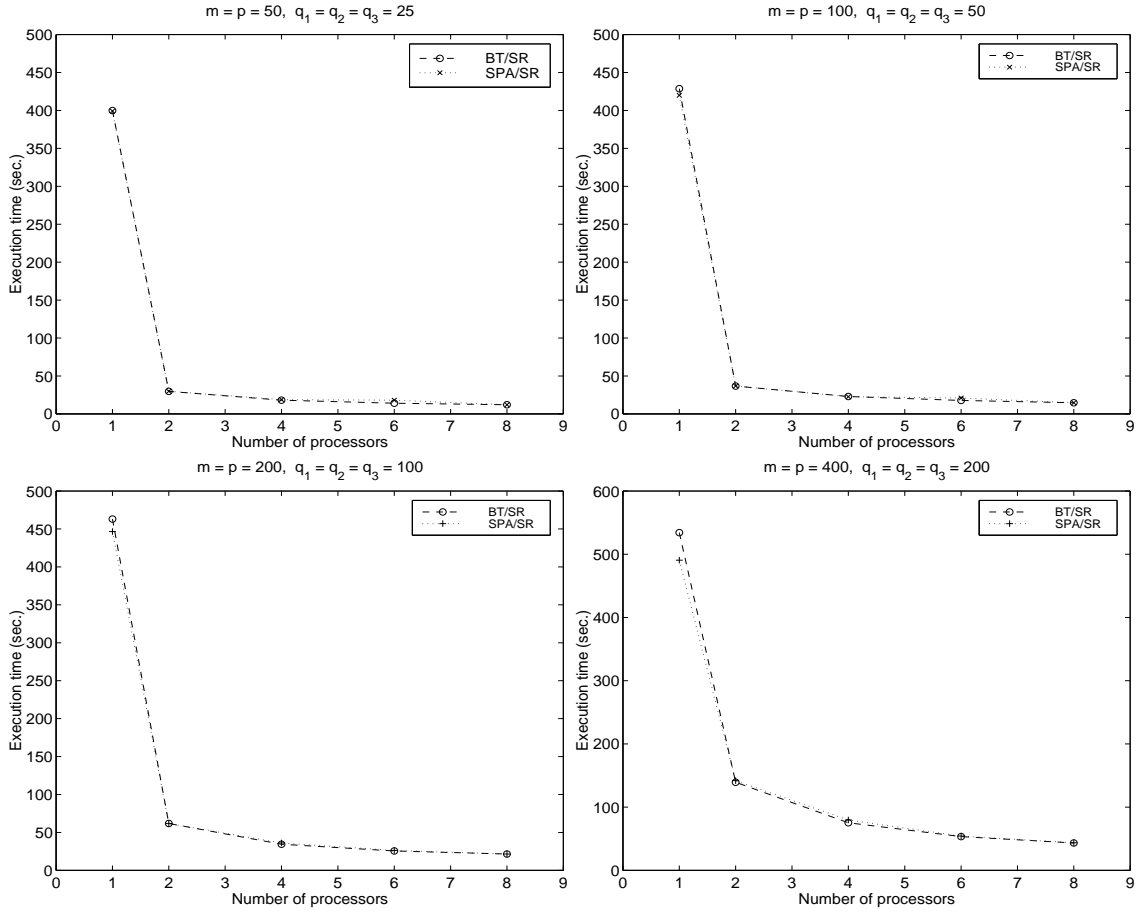 m = p = 50, q1 = q2 = q3 = 25
500
450
400
350
300
250
200
150
100
50
0
Execution time (sec.)
BT/SR
SPA/SR
0 1 2 3 4 5 6 7 8 9
Number of processors
m = p = 100, q1 = q2 = q3 = 50
500
450
400
350
300
250
200
150
100
50
0
Execution time (sec.)
BT/SR
SPA/SR
0 1 2 3 4 5 6 7 8 9
Number of processors
m = p = 200, q1 = q2 = q3 = 100
500
450
400
350
300
250
200
150
100
50
0
Execution time (sec.)
BT/SR
SPA/SR
0 1 2 3 4 5 6 7 8 9
Number of processors
m = p = 400, q1 = q2 = q3 = 200
600
500
400
300
200
100
0
Execution time (sec.)
BT/SR
SPA/SR
0 1 2 3 4 5 6 7 8 9
Number of processors